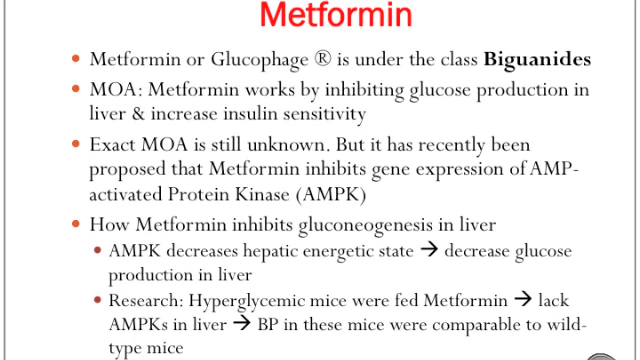 Metformin
• Metformin or Glucophage ® is under the class Biguanides
• MOA: Metformin works by inhibiting glucose production in
liver & increase insulin sensitivity
• Exact MOA is still unknown. But it has recently been
proposed that Metformin inhibits gene expression of AMP-
activated Protein Kinase (AMPK)
• How Metformin inhibits gluconeogenesis in liver
• AMPK decreases hepatic energetic state → decrease glucose
production in liver
• Research: Hyperglycemic mice were fed Metformin → lack
AMPKs in liver → BP in these mice were comparable to wild-
type mice